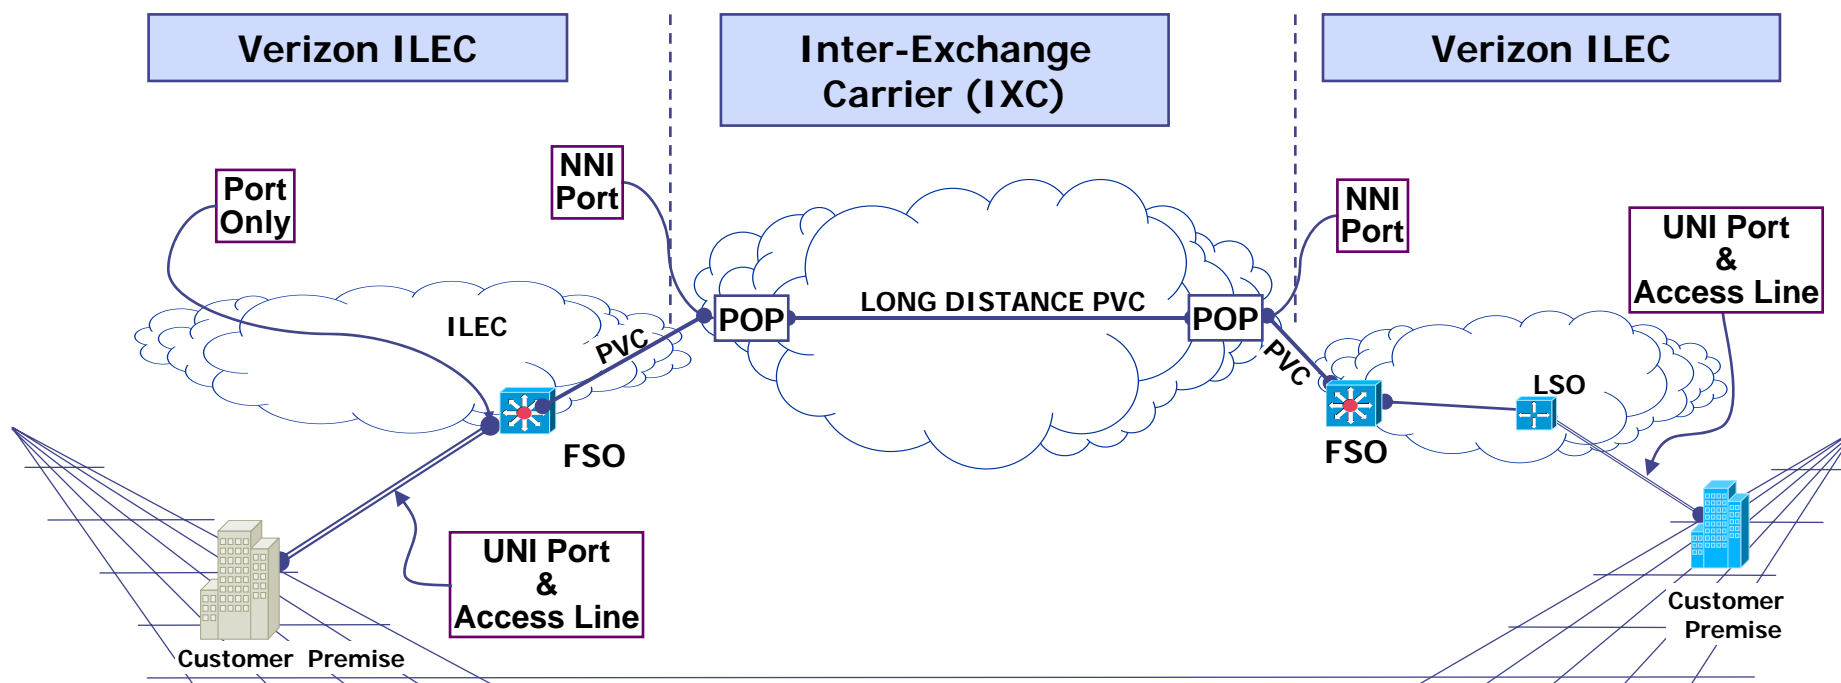 Verizon ILEC
Inter-Exchange
Carrier (IXC)
Verizon ILEC
Port
Only
NNI
Port
NNI
Port
UNI Port
&
Access Line
ILEC
PVC
POP
LONG DISTANCE PVC
POP
PVC
LSO
FSO
FSO
UNI Port
&
Access Line
Customer Premise
Customer
Premise